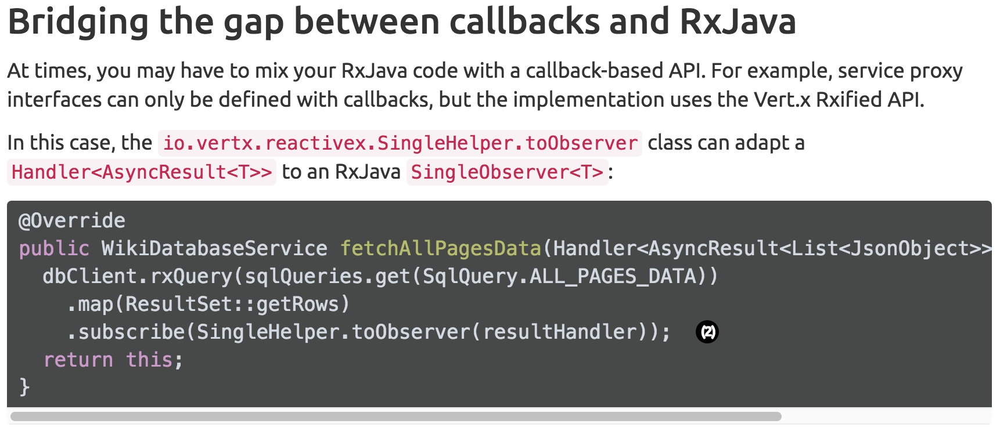 Bridging the gap between callbacks and RxJava
At times, you may have to mix your RxJava code with a callback-based API. For example, service proxy
interfaces can only be defined with callbacks, but the implementation uses the Vert.x Rxified API.
In this case, the io.vertx.reactivex.SingleHelper.toObserver class can adapt a
Handler<AsyncResult<T>> to an RxJava SingleObserver<T>:
@Override
public WikiDatabaseService fetchAllPagesData(Handler<AsyncResult<List<JsonObject>>
  dbClient.rxQuery(sqlQueries.get(SqlQuery.ALL_PAGES_DATA))
    .map(ResultSet::getRows)
    .subscribe(SingleHelper.toObserver(resultHandler));  (2)
  return this;
}